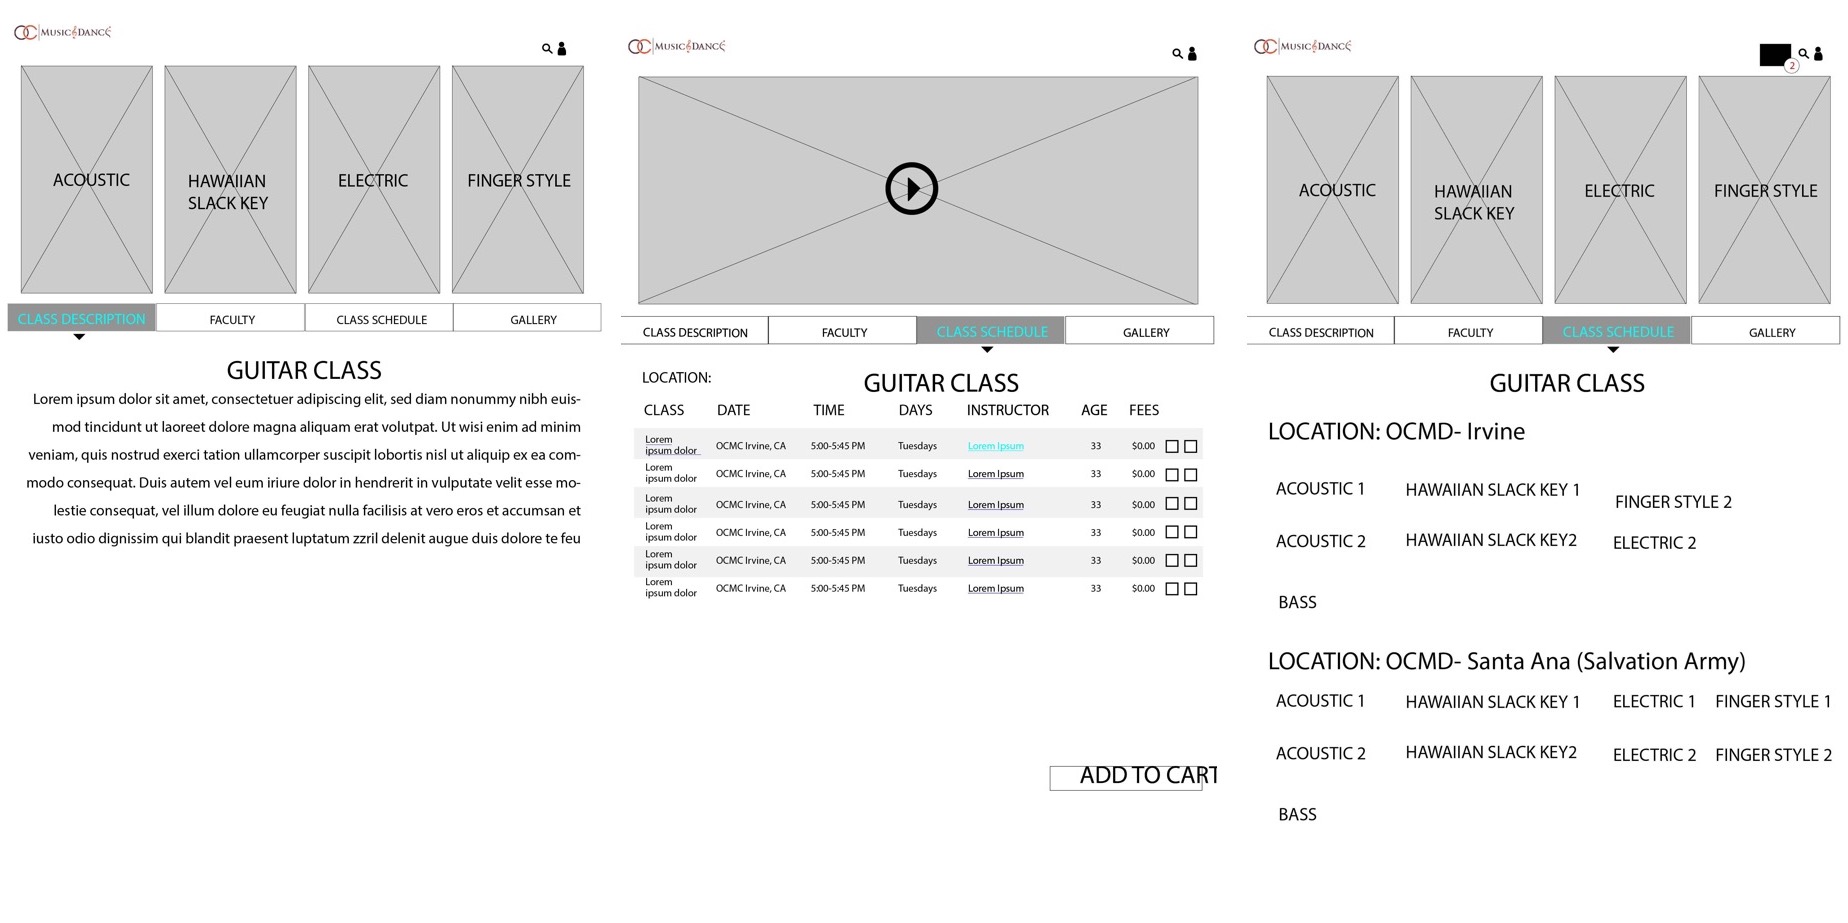 OC MUSIC & DANCE
ACOUSTIC
HAWAIIAN
SLACK KEY
ELECTRIC
FINGER STYLE
CLASS DESCRIPTION
FACULTY
CLASS SCHEDULE
GALLERY
GUITAR CLASS
Lorem ipsum dolor sit amet, consectetuer adipiscing elit, sed diam nonummy nibh euis-
mod tincidunt ut laoreet dolore magna aliquam erat volutpat. Ut wisi enim ad minim
veniam, quis nostrud exerci tation ullamcorper suscipit lobortis nisl ut aliquip ex ea com-
modo consequat. Duis autem vel eum iriure dolor in hendrerit in vulputate velit esse mo-
lestie consequat, vel illum dolore eu feugiat nulla facilisis at vero eros et accumsan et
iusto odio dignissim qui blandit praesent luptatum zzril delenit augue duis dolore te feu
OC MUSIC & DANCE
CLASS DESCRIPTION
FACULTY
CLASS SCHEDULE
GALLERY
LOCATION:
GUITAR CLASS
CLASS DATE TIME DAYS INSTRUCTOR AGE FEES
Lorem
ipsum dolor OCMC Irvine, CA 5:00-5:45 PM Tuesdays Lorem Ipsum 33 $0.00
Lorem
ipsum dolor OCMC Irvine, CA 5:00-5:45 PM Tuesdays Lorem Ipsum 33 $0.00
Lorem
ipsum dolor OCMC Irvine, CA 5:00-5:45 PM Tuesdays Lorem Ipsum 33 $0.00
Lorem
ipsum dolor OCMC Irvine, CA 5:00-5:45 PM Tuesdays Lorem Ipsum 33 $0.00
Lorem
ipsum dolor OCMC Irvine, CA 5:00-5:45 PM Tuesdays Lorem Ipsum 33 $0.00
Lorem
ipsum dolor OCMC Irvine, CA 5:00-5:45 PM Tuesdays Lorem Ipsum 33 $0.00
ADD TO CART
OC MUSIC & DANCE
2
ACOUSTIC
HAWAIIAN
SLACK KEY
ELECTRIC
FINGER STYLE
CLASS DESCRIPTION
FACULTY
CLASS SCHEDULE
GALLERY
GUITAR CLASS
LOCATION: OCMD- Irvine
ACOUSTIC 1 HAWAIIAN SLACK KEY 1 FINGER STYLE 2
ACOUSTIC 2 HAWAIIAN SLACK KEY2 ELECTRIC 2
BASS
LOCATION: OCMD- Santa Ana (Salvation Army)
ACOUSTIC 1 HAWAIIAN SLACK KEY 1 ELECTRIC 1 FINGER STYLE 1
ACOUSTIC 2 HAWAIIAN SLACK KEY2 ELECTRIC 2 FINGER STYLE 2
BASS